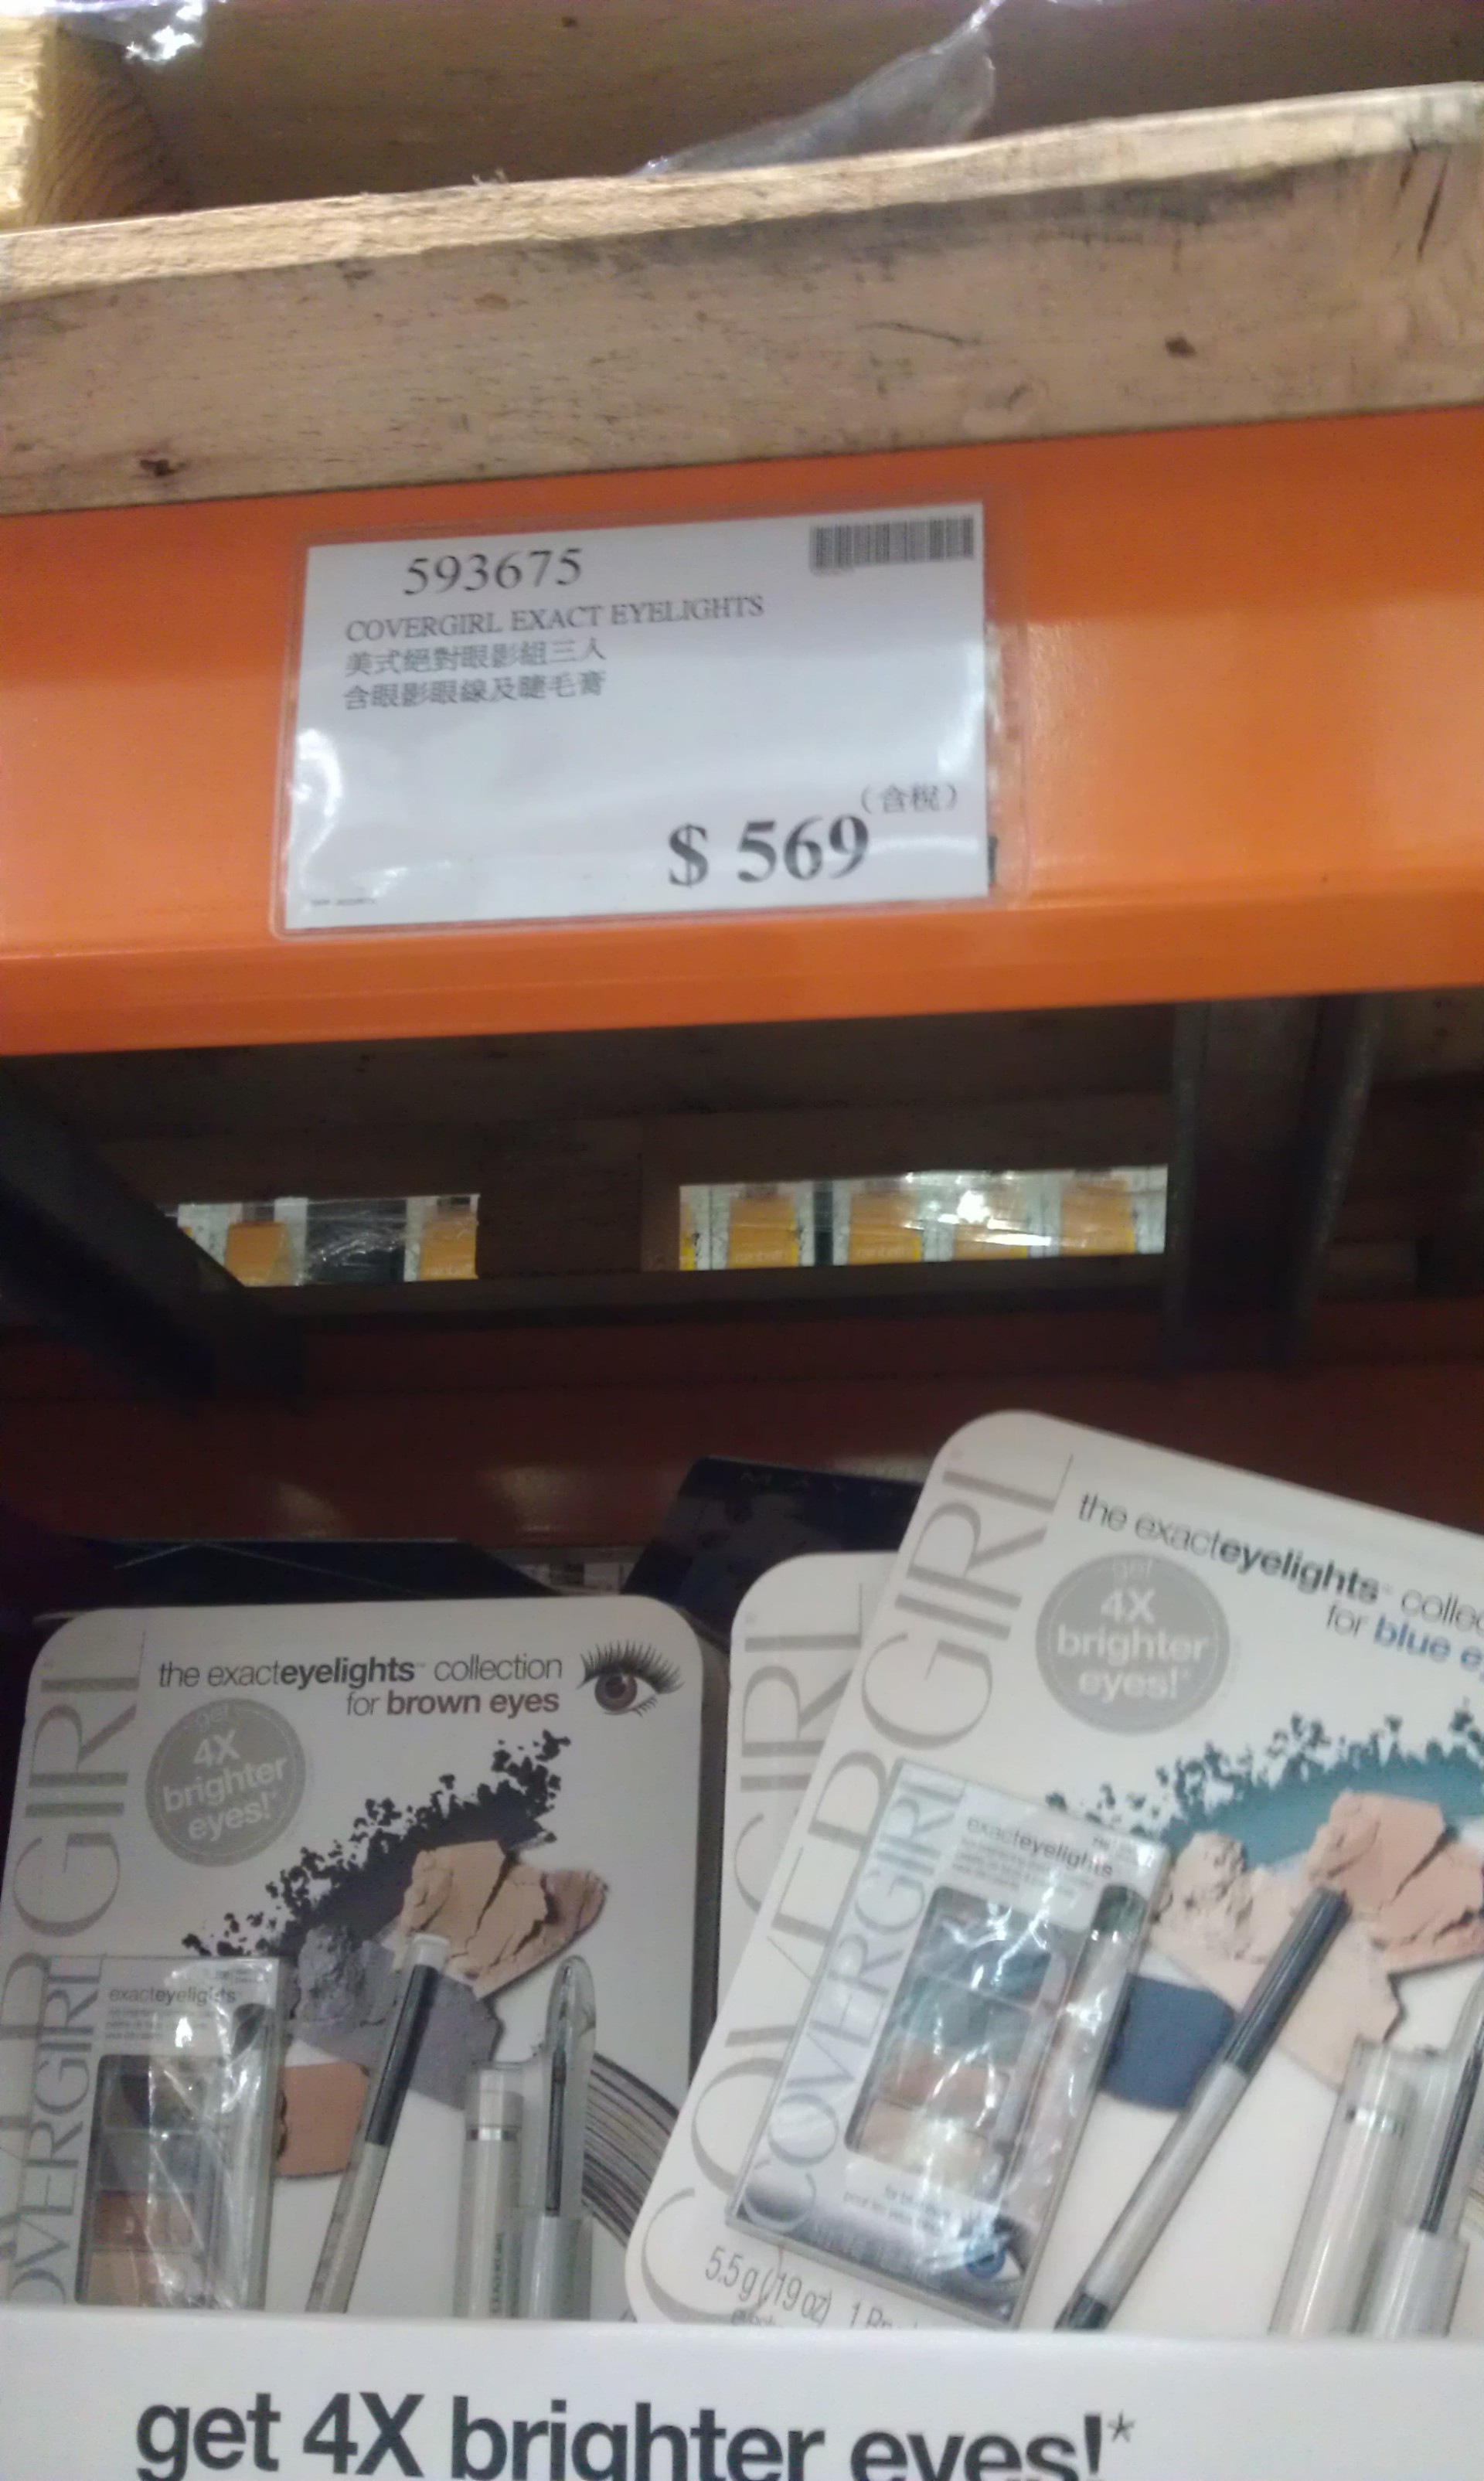 593675
COVERGIRL EXACT EYELIGHTS
美式絕對眼影組三入
含眼影眼線及睫毛膏
(含稅)
$ 569
COVERGIRL
the exacteyelights collection
for brown eyes
get
4X
brighter
eyes!*
COVERGIRL
exacteyelights
COVERGIRL
5.5 g (.19 oz) 1
COVERGIRL
the exacteyelights collec
for blue e
get
4X
brighter
eyes!*
COVERGIRL
exacteyelights
get 4X brighter eyes!*